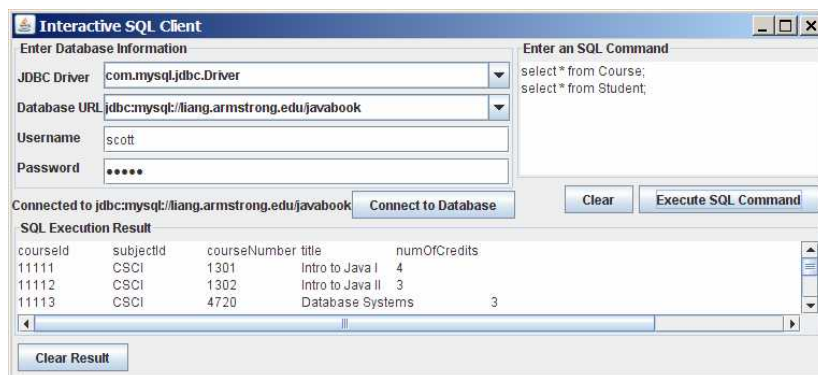 Interactive SQL Client
Enter Database Information
JDBC Driver com.mysql.jdbc.Driver
Database URL jdbc:mysql://liang.armstrong.edu/javabook
Username scott
Password •••••
Enter an SQL Command
select * from Course;
select * from Student;
Connected to jdbc:mysql://liang.armstrong.edu/javabook Connect to Database
Clear Execute SQL Command
SQL Execution Result
courseId subjectId courseNumber title numOfCredits
11111 CSCI 1301 Intro to Java I 4
11112 CSCI 1302 Intro to Java II 3
11113 CSCI 4720 Database Systems 3
Clear Result